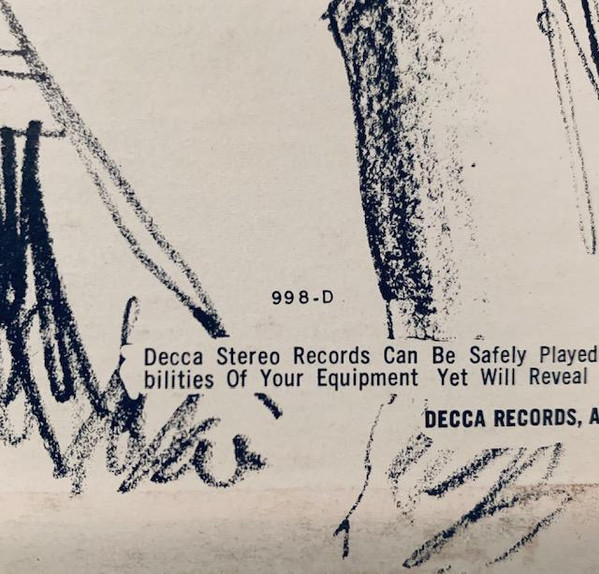 998-D
Decca Stereo Records Can Be Safely Played
bilities Of Your Equipment Yet Will Reveal
DECCA RECORDS, A